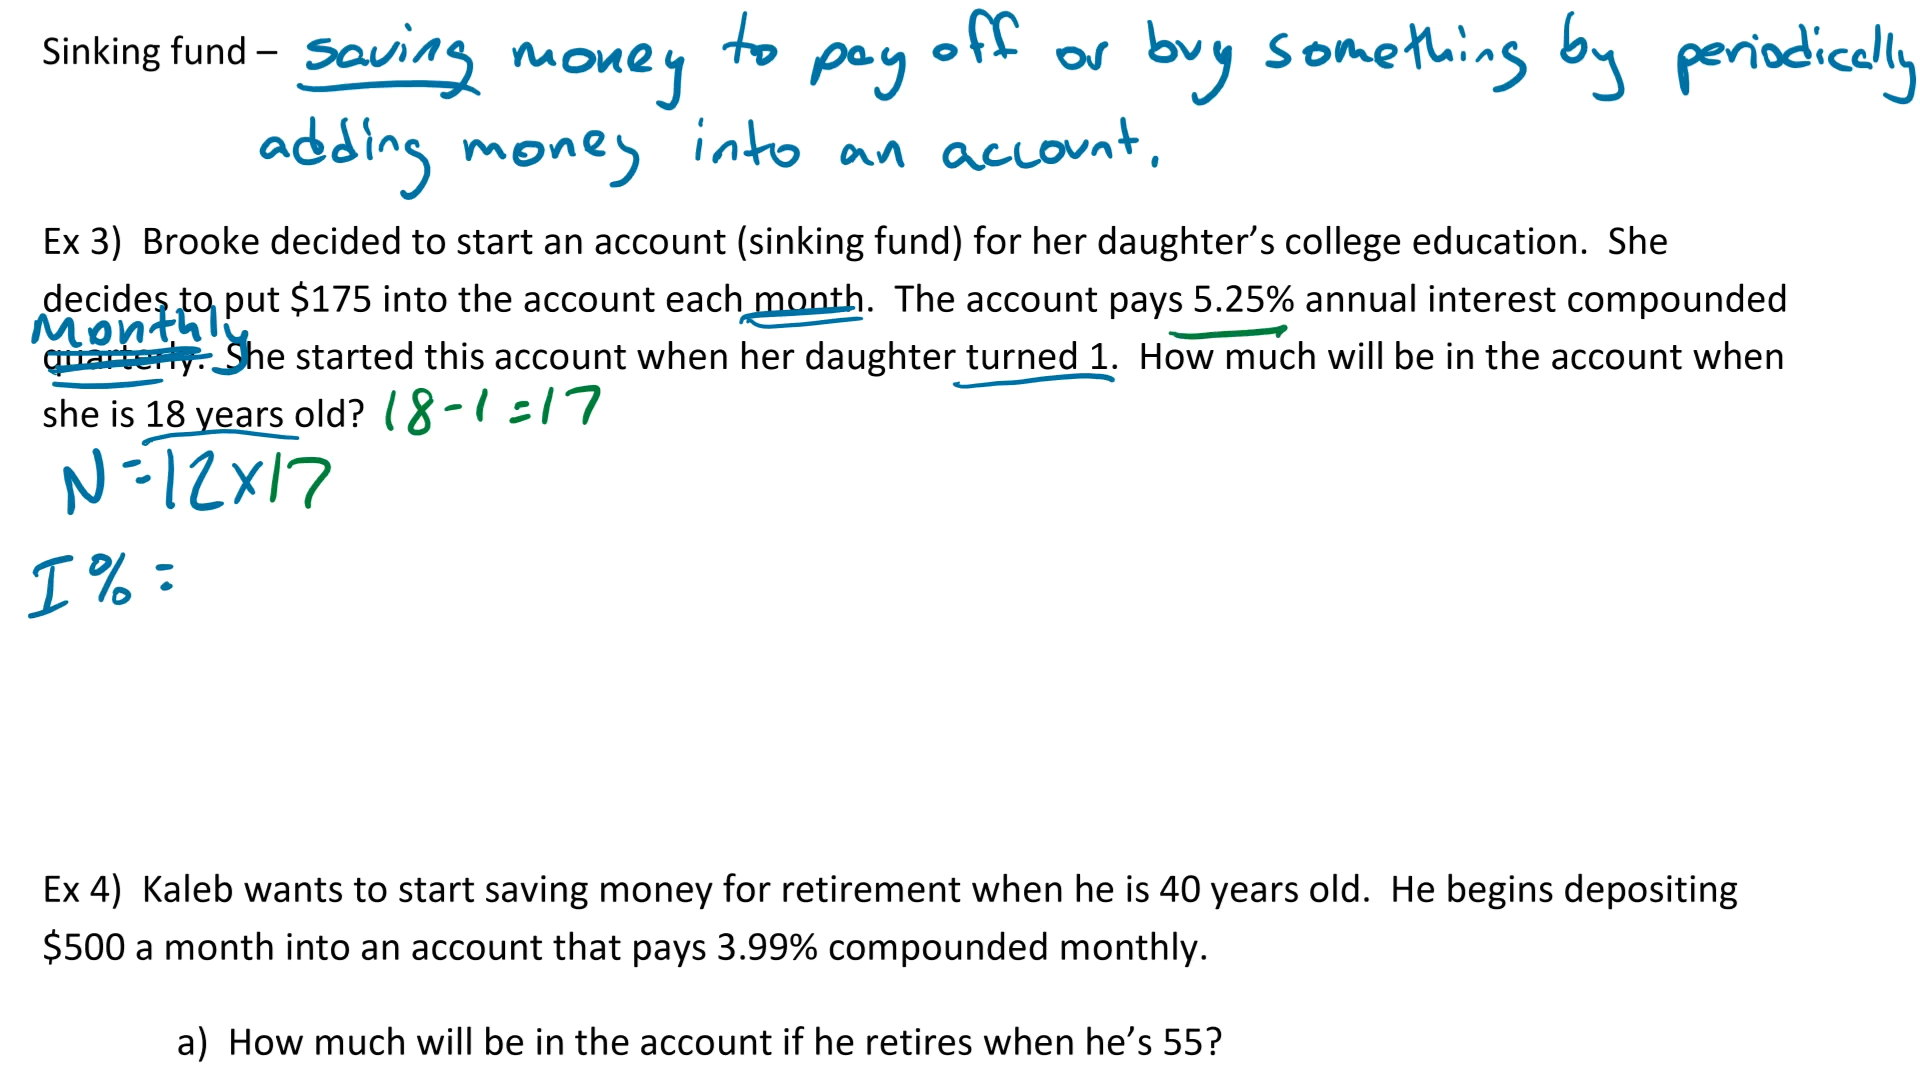 Sinking fund – saving money to pay off or buy something by periodically
adding money into an account.
Ex 3) Brooke decided to start an account (sinking fund) for her daughter’s college education. She
decides to put $175 into the account each month. The account pays 5.25% annual interest compounded
Monthly
quarterly. She started this account when her daughter turned 1. How much will be in the account when
she is 18 years old? 18-1=17
N=12x17
I%=
Ex 4) Kaleb wants to start saving money for retirement when he is 40 years old. He begins depositing
$500 a month into an account that pays 3.99% compounded monthly.
a) How much will be in the account if he retires when he’s 55?